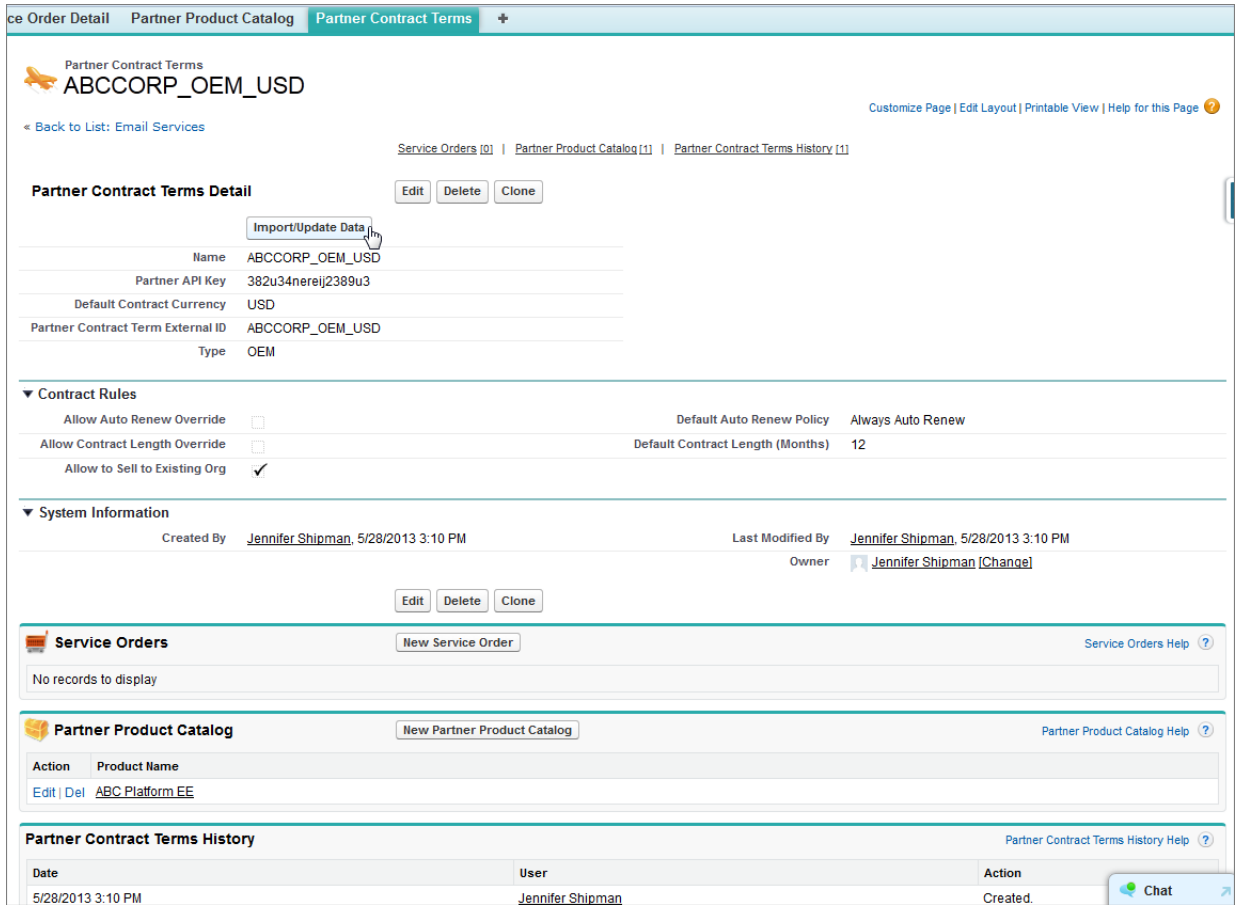 ce Order Detail Partner Product Catalog Partner Contract Terms +
Partner Contract Terms
ABCCORP_OEM_USD
Customize Page | Edit Layout | Printable View | Help for this Page ?
« Back to List: Email Services
Service Orders [0] | Partner Product Catalog [1] | Partner Contract Terms History [1]
Partner Contract Terms Detail Edit Delete Clone
Import/Update Data
Name ABCCORP_OEM_USD
Partner API Key 382u34nereij2389u3
Default Contract Currency USD
Partner Contract Term External ID ABCCORP_OEM_USD
Type OEM
Contract Rules
Allow Auto Renew Override Default Auto Renew Policy Always Auto Renew
Allow Contract Length Override Default Contract Length (Months) 12
Allow to Sell to Existing Org
System Information
Created By Jennifer Shipman, 5/28/2013 3:10 PM Last Modified By Jennifer Shipman, 5/28/2013 3:10 PM
Owner Jennifer Shipman [Change]
Edit Delete Clone
Service Orders New Service Order Service Orders Help ?
No records to display
Partner Product Catalog New Partner Product Catalog Partner Product Catalog Help ?
Action Product Name
Edit | Del ABC Platform EE
Partner Contract Terms History Partner Contract Terms History Help ?
Date User Action
5/28/2013 3:10 PM Jennifer Shipman Created.
Chat